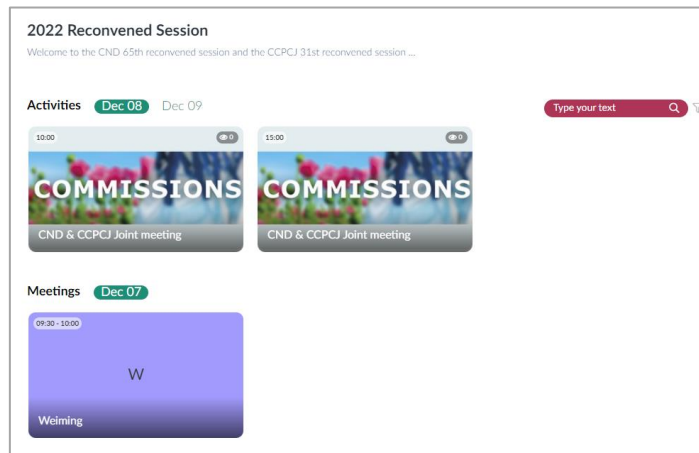 2022 Reconvened Session
Welcome to the CND 65th reconvened session and the CCPCJ 31st reconvened session ...
Activities Dec 08 Dec 09
Type your text
10:00 0
15:00 0
COMMISSIONS
COMMISSIONS
CND & CCPCJ Joint meeting
CND & CCPCJ Joint meeting
Meetings Dec 07
09:30 - 10:00
W
Weiming